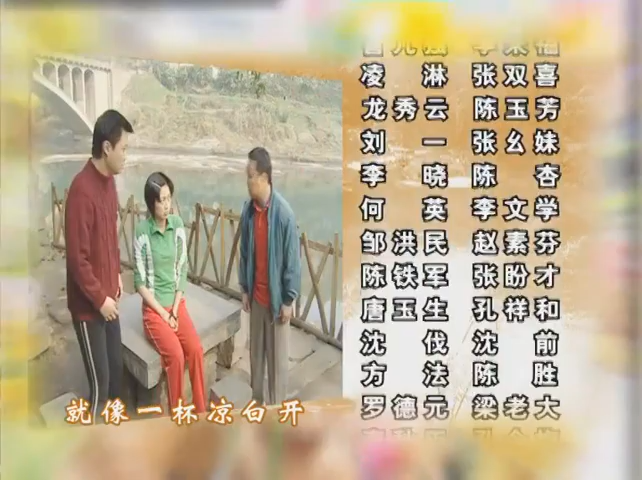 凌淋 张双喜
龙秀云 陈玉芳
刘一 张幺妹
李晓 陈杏
何英 李文学
邹洪民 赵素芬
陈铁军 张盼才
唐玉生 孔祥和
沈伐 沈前
方法 陈胜
罗德元 梁老大
就像一杯凉白开